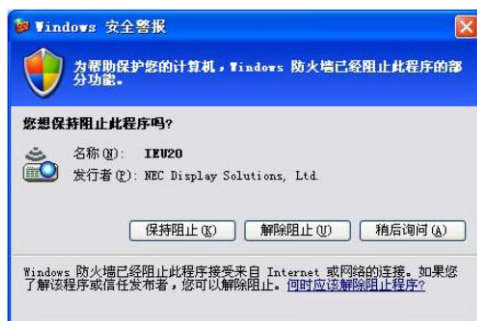 Windows 安全警报
为帮助保护您的计算机，Windows 防火墙已经阻止此程序的部
分功能。
您想保持阻止此程序吗?
名称(N): IEU20
发行者(P): NEC Display Solutions, Ltd.
保持阻止(K) 解除阻止(U) 稍后询问(A)
Windows 防火墙已经阻止此程序接受来自 Internet 或网络的连接。如果您
了解该程序或信任发布者，您可以解除阻止。何时应该解除阻止程序?